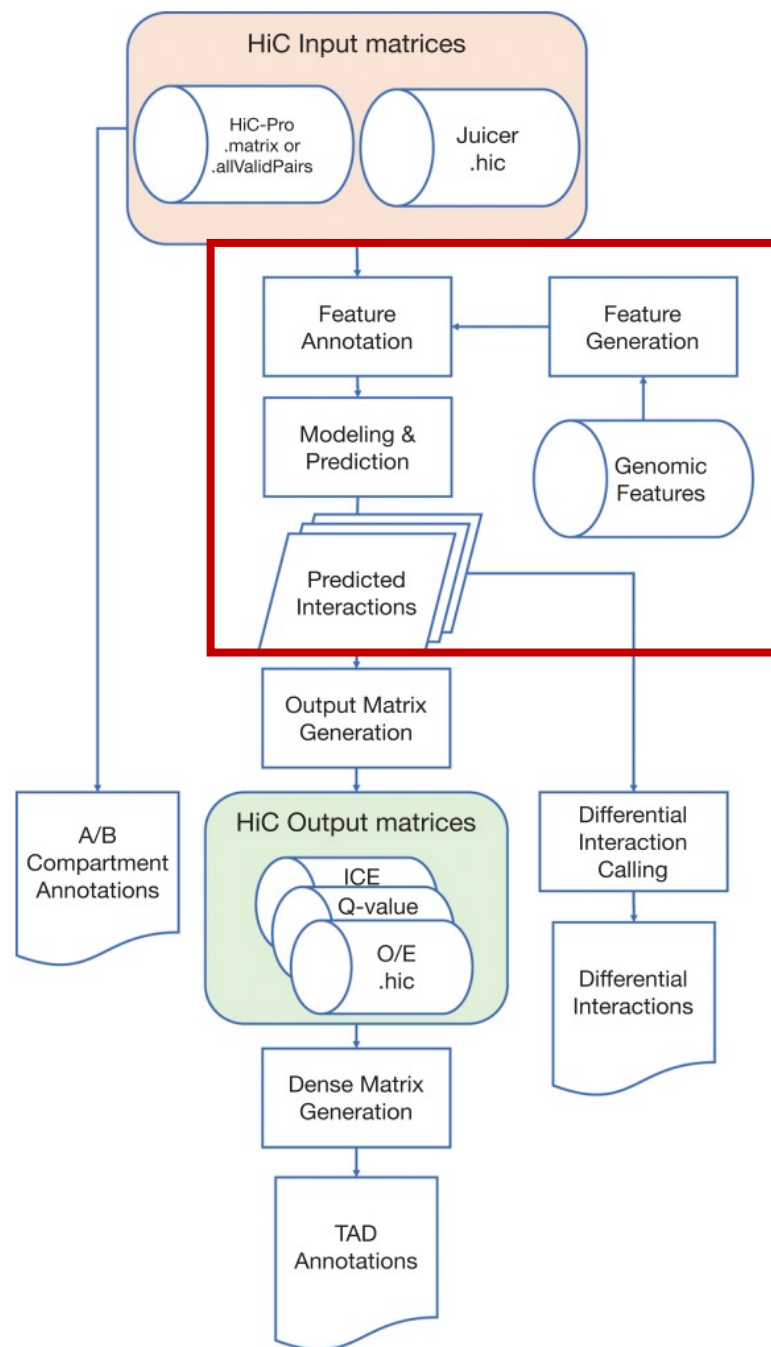 HiC Input matrices
HiC-Pro
.matrix or
.allValidPairs
Juicer
.hic
Feature
Annotation
Feature
Generation
Modeling &
Prediction
Genomic
Features
Predicted
Interactions
Output Matrix
Generation
A/B
Compartment
Annotations
HiC Output matrices
ICE
Q-value
O/E
.hic
Differential
Interaction
Calling
Differential
Interactions
Dense Matrix
Generation
TAD
Annotations